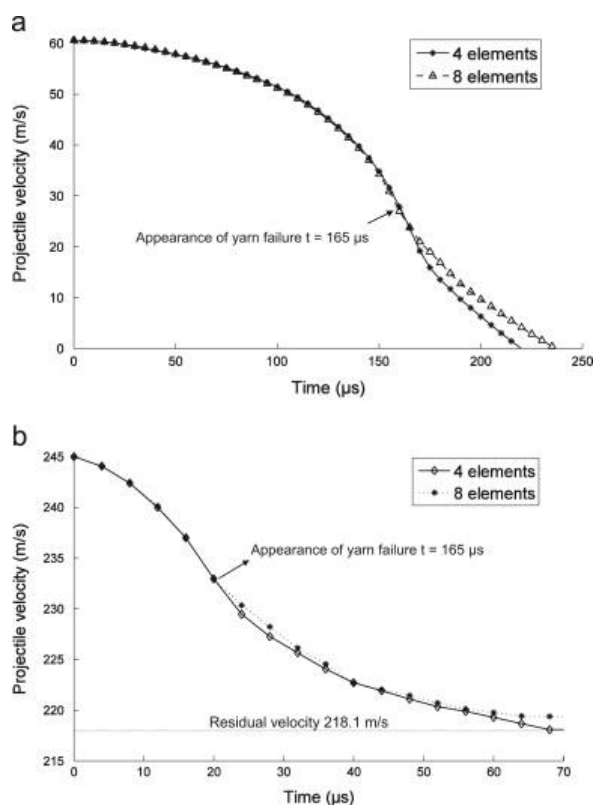 a
60
50
40
30
20
10
0
Projectile velocity (m/s)
4 elements
8 elements
Appearance of yarn failure t = 165 µs
0 50 100 150 200 250
Time (µs)
b
245
240
235
230
225
220
215
Projectile velocity (m/s)
4 elements
8 elements
Appearance of yarn failure t = 165 µs
Residual velocity 218.1 m/s
0 10 20 30 40 50 60 70
Time (µs)